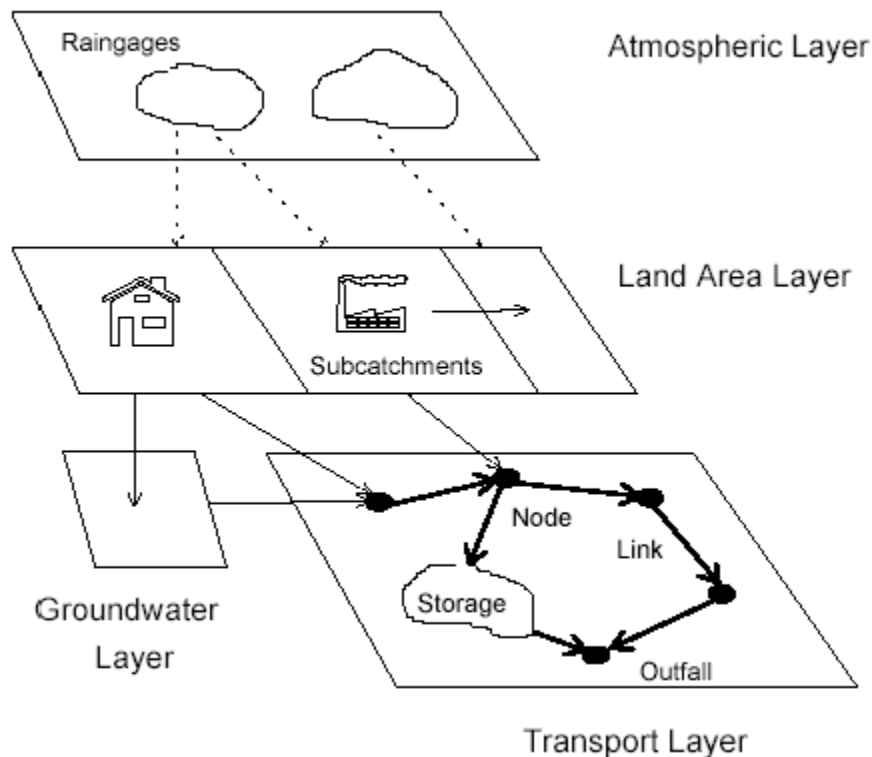 Raingages
Atmospheric Layer
Land Area Layer
Subcatchments
Node
Link
Storage
Groundwater
Layer
Outfall
Transport Layer